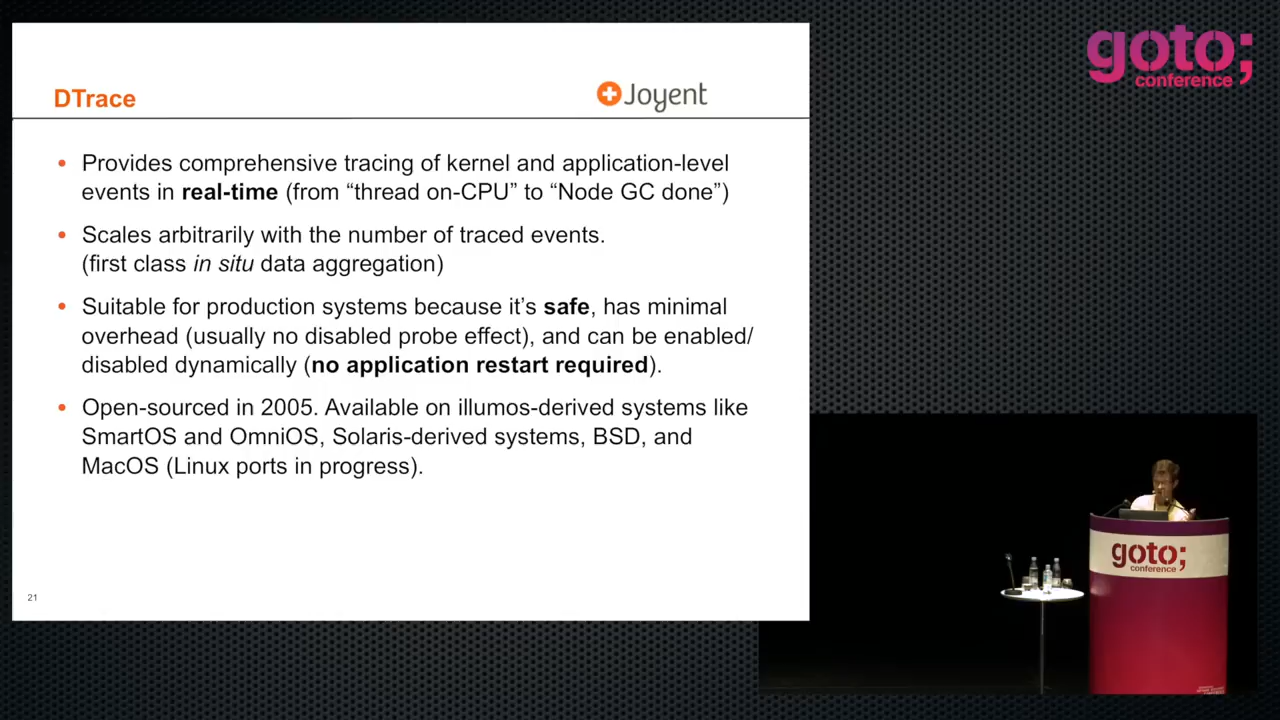 goto;
conference
DTrace
Joyent
• Provides comprehensive tracing of kernel and application-level
events in real-time (from “thread on-CPU” to “Node GC done”)
• Scales arbitrarily with the number of traced events.
(first class in situ data aggregation)
• Suitable for production systems because it’s safe, has minimal
overhead (usually no disabled probe effect), and can be enabled/
disabled dynamically (no application restart required).
• Open-sourced in 2005. Available on illumos-derived systems like
SmartOS and OmniOS, Solaris-derived systems, BSD, and
MacOS (Linux ports in progress).
goto;
conference
21